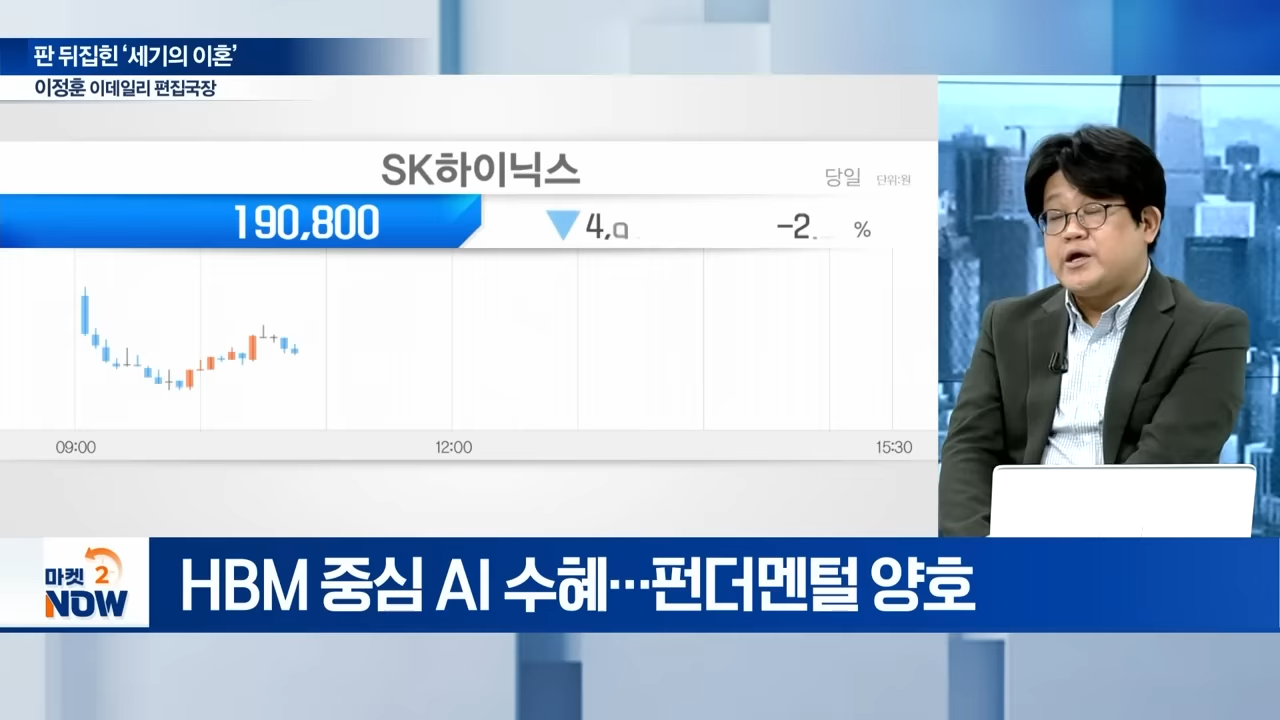 판 뒤집힌 ‘세기의 이혼’
이정훈 이데일리 편집국장
SK하이닉스
당일 단위:원
190,800 ▼ %
09:00 12:00 15:30
마켓 2
NOW
HBM 중심 AI 수혜…펀더멘털 양호